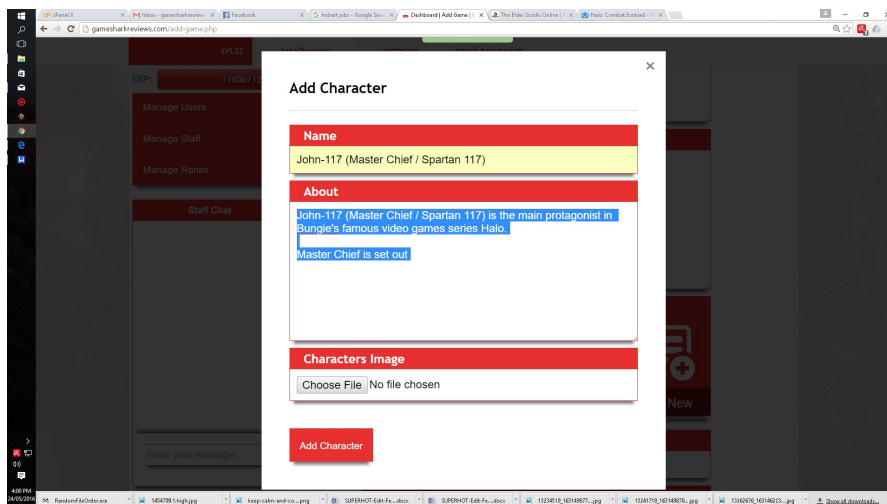 cPanel X
M Inbox - gamesharkreview
Facebook
hobart jobs - Google Sea
Dashboard | Add Game | G
The Elder Scrolls Online |
Halo: Combat Evolved -
gamesharkreviews.com/add-game.php
LVL22
EXP:
11800/12
Manage Users
Manage Staff
Manage Ranks
Staff Chat
Enter your message...
Add Character
Name
John-117 (Master Chief / Spartan 117)
About
John-117 (Master Chief / Spartan 117) is the main protagonist in
Bungie's famous video games series Halo.
Master Chief is set out
Characters Image
Choose File No file chosen
Add Character
New
4:00 PM
24/05/2016
RandomFileOrder.exe
1454799.1.high.jpg
keep-calm-and-co....png
SUPERHOT-Edit-Fe....docx
SUPERHOT-Edit-Fe....docx
13234519_163149877...jpg
13241718_163149878...jpg
13262676_163146223...jpg
Show all downloads...